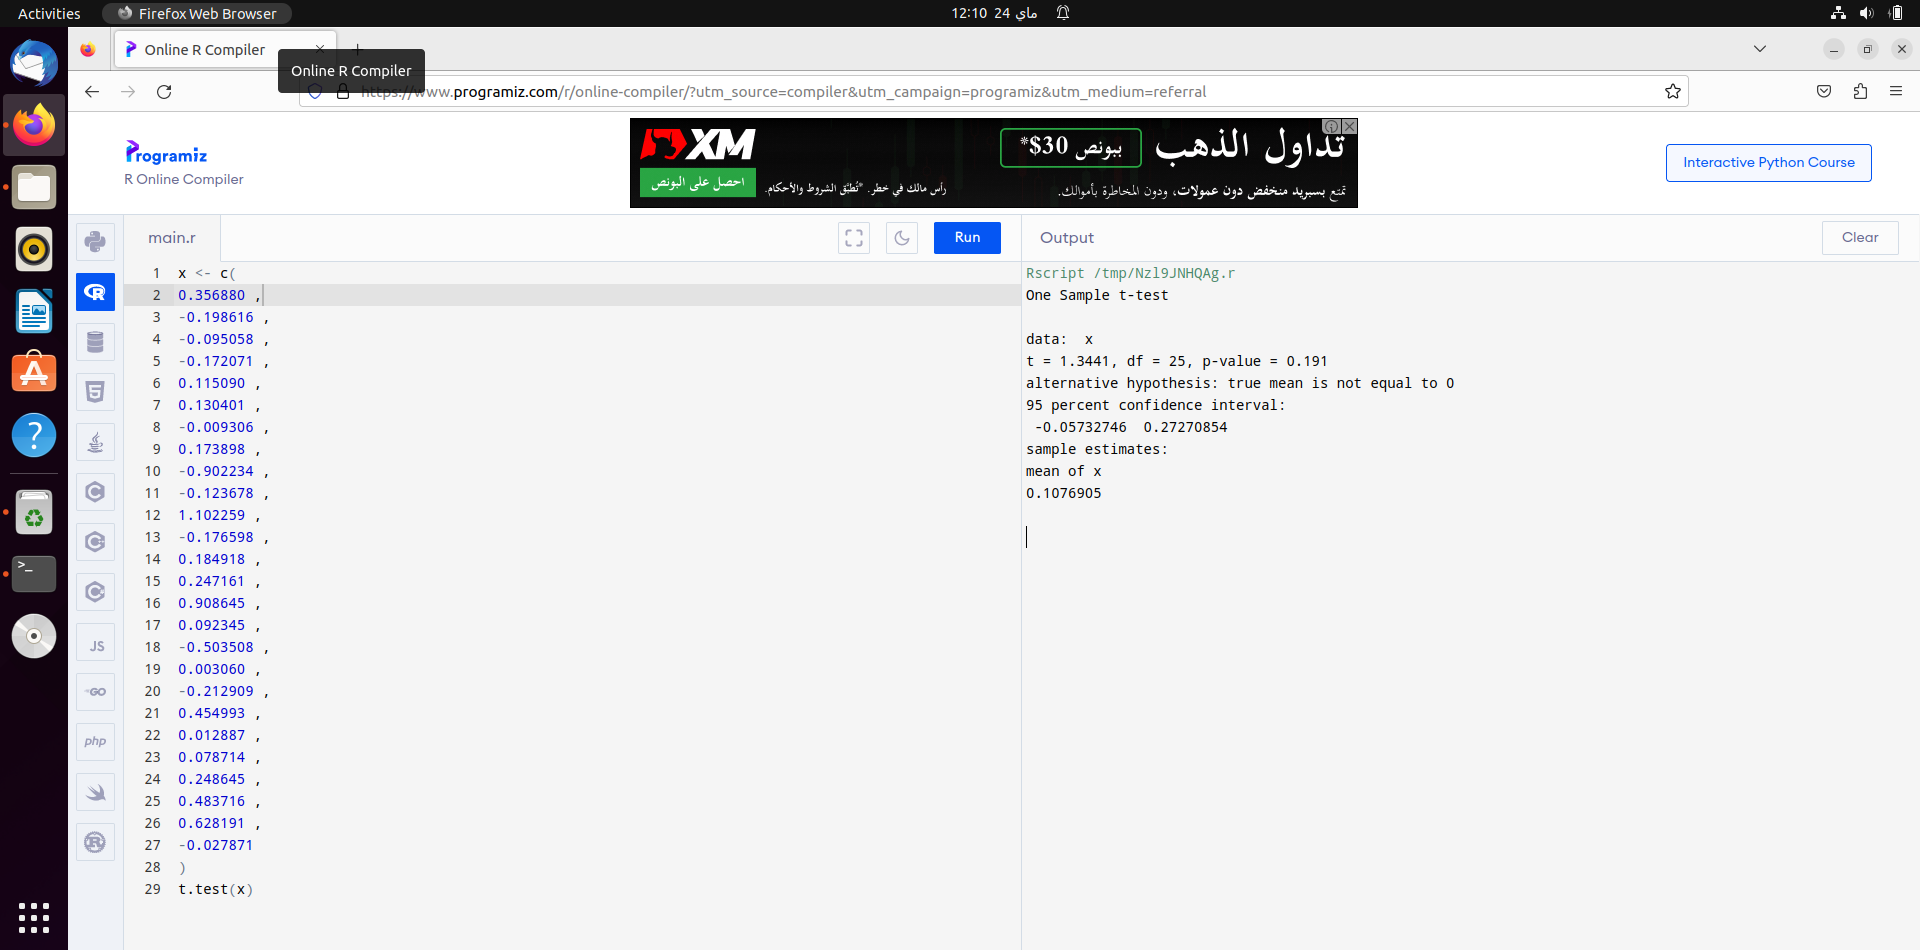 Activities
Firefox Web Browser
12:10 24 ماي
Online R Compiler
Online R Compiler
https://www.programiz.com/r/online-compiler/?utm_source=compiler&utm_campaign=programiz&utm_medium=referral
Programiz
R Online Compiler
XM
احصل على البونص
تداول الذهب
ببونص 30$*
تمتع بسبريد منخفض دون عمولات، ودون المخاطرة بأموالك.
رأس مالك في خطر. *تُطبّق الشروط والأحكام.
Interactive Python Course
main.r
Run
Output
Clear
1 x <- c(
2 0.356880 ,
3 -0.198616 ,
4 -0.095058 ,
5 -0.172071 ,
6 0.115090 ,
7 0.130401 ,
8 -0.009306 ,
9 0.173898 ,
10 -0.902234 ,
11 -0.123678 ,
12 1.102259 ,
13 -0.176598 ,
14 0.184918 ,
15 0.247161 ,
16 0.908645 ,
17 0.092345 ,
18 -0.503508 ,
19 0.003060 ,
20 -0.212909 ,
21 0.454993 ,
22 0.012887 ,
23 0.078714 ,
24 0.248645 ,
25 0.483716 ,
26 0.628191 ,
27 -0.027871
28 )
29 t.test(x)
Rscript /tmp/Nzl9JNHQAg.r
One Sample t-test
data:  x
t = 1.3441, df = 25, p-value = 0.191
alternative hypothesis: true mean is not equal to 0
95 percent confidence interval:
-0.05732746  0.27270854
sample estimates:
mean of x
0.1076905
JS
GO
php